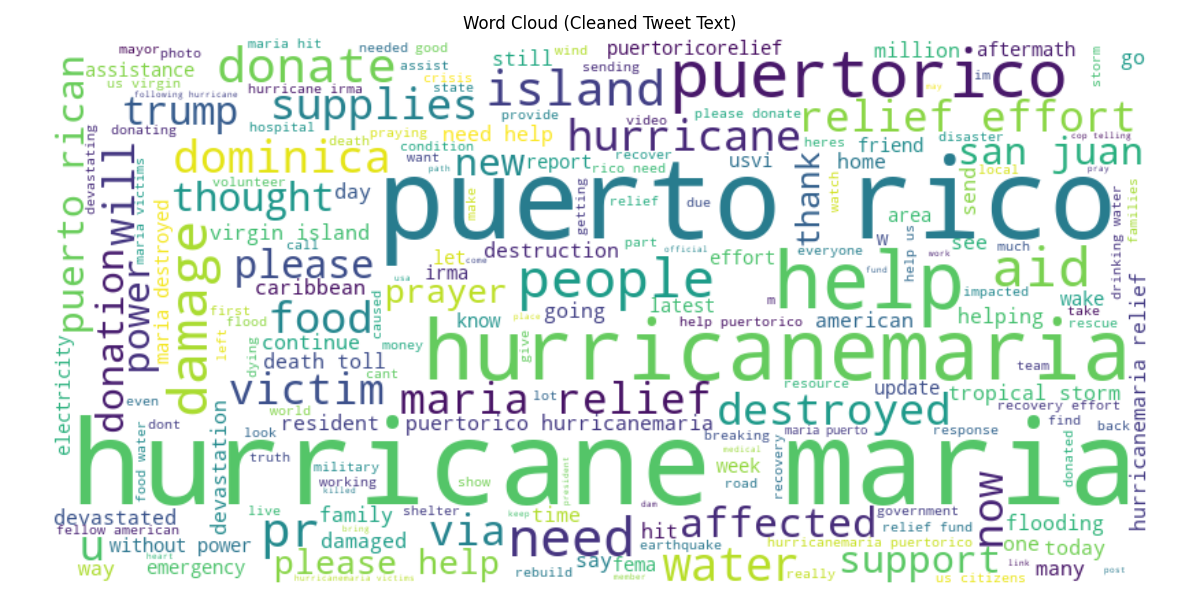 Word Cloud (Cleaned Tweet Text)
mayor
photo
maria hit
needed
good
still
wind
puertoricorelief
million
aftermath
go
assistance
us virgin
donate
assist
crisis
sending
puertorico
im
storm
following hurricane
hurricane irma
state
island
may
trump
supplies
provide
video
please donate
relief effort
donating
hospital
death
praying
need help
hurricane
heres
disaster
cop telling
puerto rican
devastating
dominica
condition
want
path
new
report
recover
rico need
usvi
home
friend
san juan
local
pray
maria victims
volunteer
thought
day
puerto rico
relief
due
getting
make
thank
watch
send
area
families
drinking water
donation
will
power
maria destroyed
damage
virgin island
call
let
come
destruction
part
official
effort
everyone
w
help us
see
much
work
please
caribbean
usa
irma
prayer
people
help
fund
aid
impacted
wake
first
flood
food
caused
know
place
going
latest
m
help puertorico
american
helping
take
rescue
electricity
left
dying
continue
death toll
money
cant
give
hurricanemaria
team
hurricanemaria relief
even
victim
world
maria relief
lot
resource
update
tropical storm
recovery effort
dont
look
resident
puertorico hurricanemaria
destroyed
breaking
maria puerto
response
find
back
food water
devastation
truth
hurricane maria
military
working
killed
show
president
medical
week
road
recovery
donated
devastated
fellow american
live
family
shelter
keep
time
dam
hit
affected
government
relief fund
now
flooding
u
without power
pr
damaged
via
need
say
fema
earthquake
hurricanemaria puertorico
one
today
way
emergency
heart
bring
please help
hurricanemaria victims
member
rebuild
water
really
support
us citizens
link
many
post